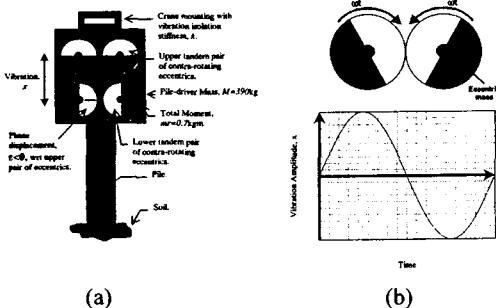 Crane mounting with
vibration isolation
stiffness, k.
Upper tandem pair
of contra-rotating
eccentrics.
Vibration,
x
Pile-driver Mass, M=390kg
Total Moment,
mr=0.7kgm.
Phase
displacement,
wrt upper
pair of eccentrics.
Lower tandem pair
of contra-rotating
eccentrics.
Pile
Soil.
(a)
ωt
ωt
Eccentric
mass
Vibration Amplitude, x
Time
(b)